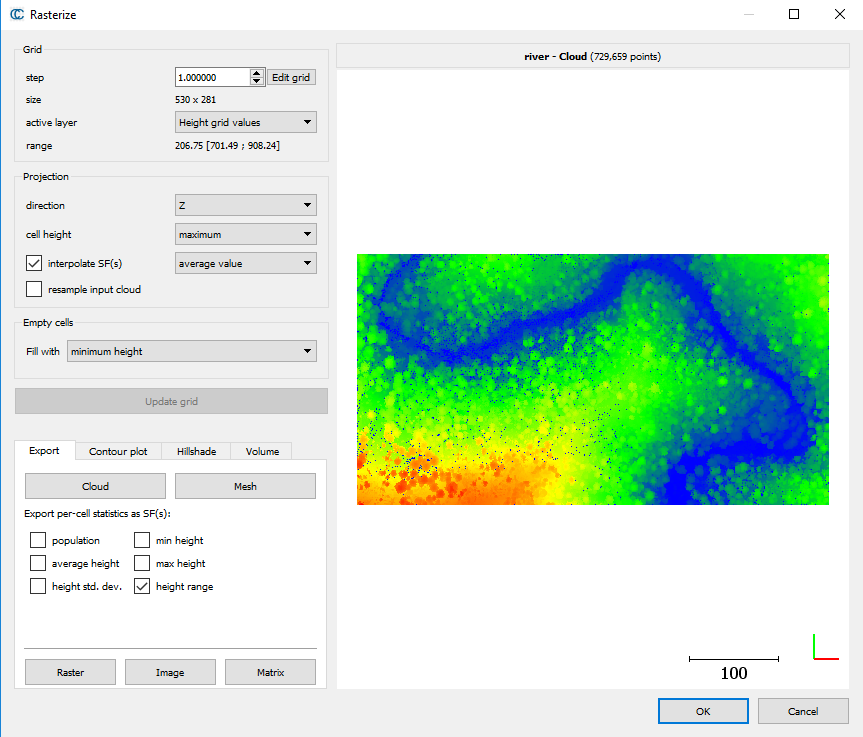 Rasterize
Grid
step 1.000000 Edit grid
size 530 x 281
active layer Height grid values
range 206.75 [701.49 ; 908.24]
Projection
direction Z
cell height maximum
interpolate SF(s) average value
resample input cloud
Empty cells
Fill with minimum height
Update grid
Export Contour plot Hillshade Volume
Cloud Mesh
Export per-cell statistics as SF(s):
population min height
average height max height
height std. dev. height range
Raster Image Matrix
river - Cloud (729,659 points)
100
OK Cancel